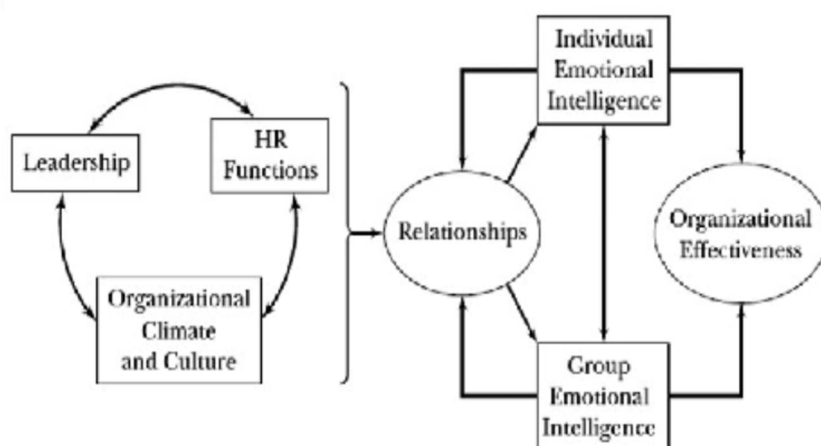 Leadership
HR
Functions
Organizational
Climate
and Culture
Relationships
Individual
Emotional
Intelligence
Group
Emotional
Intelligence
Organizational
Effectiveness